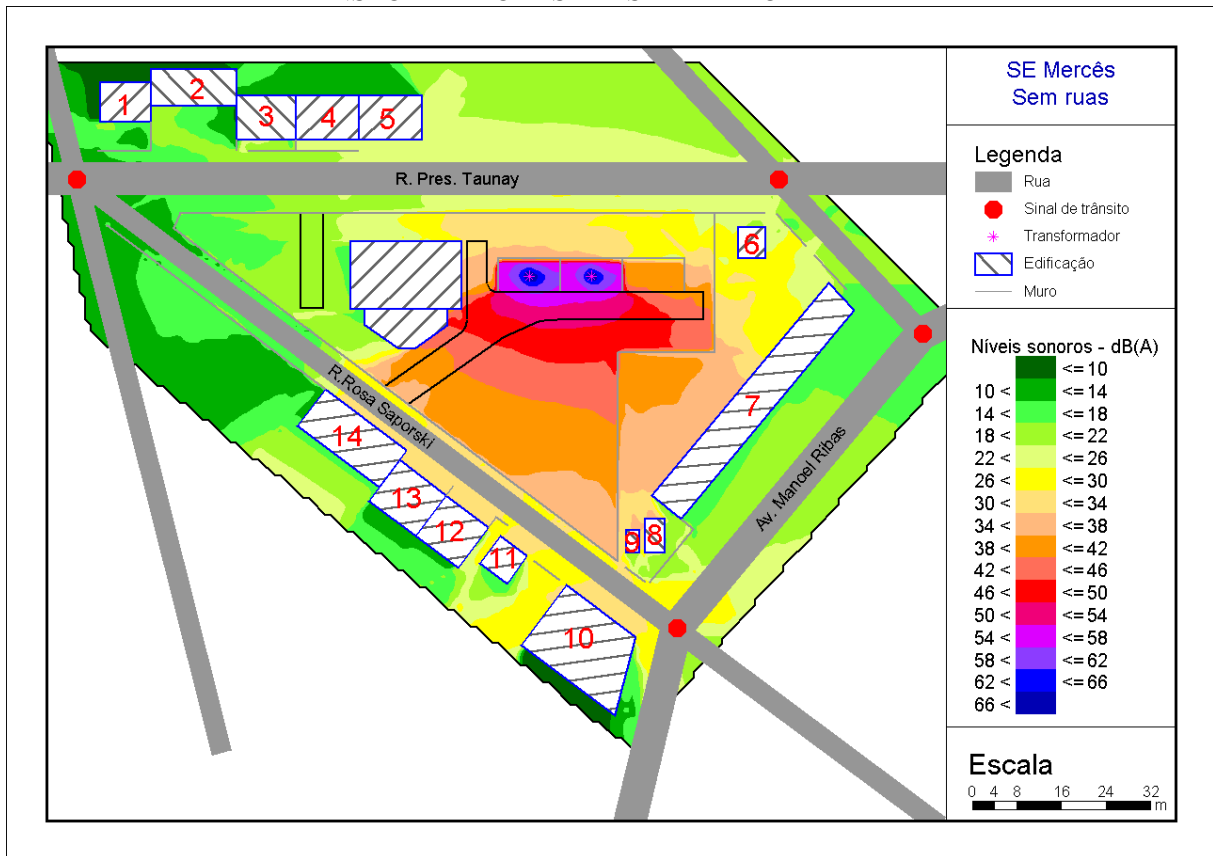 SE Mercês
Sem ruas
Legenda
Rua
Sinal de trânsito
Transformador
Edificação
Muro
Níveis sonoros - dB(A)
<= 10
10 < <= 14
14 < <= 18
18 < <= 22
22 < <= 26
26 < <= 30
30 < <= 34
34 < <= 38
38 < <= 42
42 < <= 46
46 < <= 50
50 < <= 54
54 < <= 58
58 < <= 62
62 < <= 66
66 <
Escala
0 4 8 16 24 32
m
1
2
3
4
5
R. Pres. Taunay
6
7
R.Rosa Saporski
Av. Manoel Ribas
14
13
12
11
9
8
10